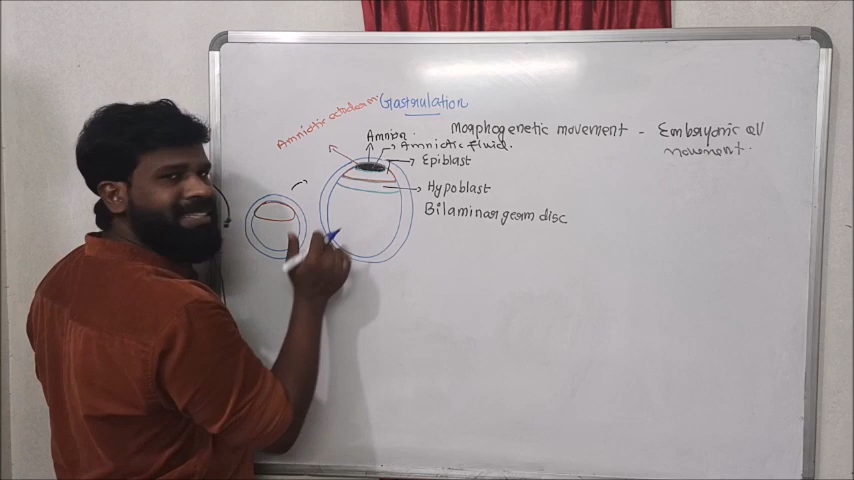 Gastrulation
Amniotic ectoderm.
Morphogenetic movement - Embryonic cell
movement.
Amnion.
Amniotic fluid.
Epiblast
Hypoblast
Bilaminar germ disc